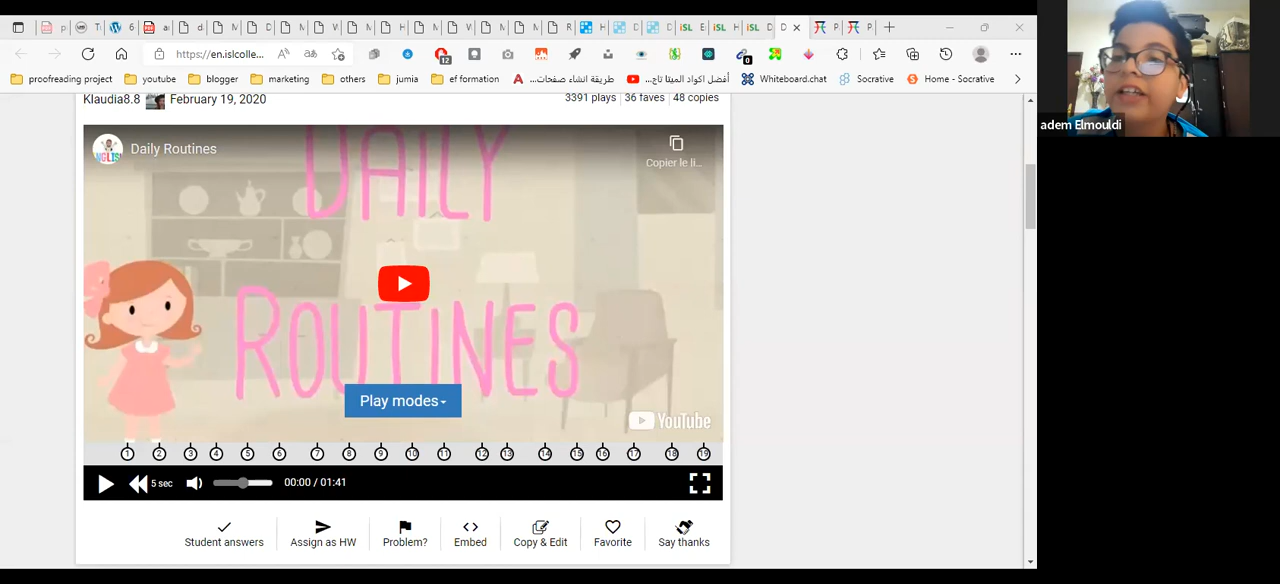 12
0
https://en.islcolle...
proofreading project
youtube
blogger
marketing
others
jumia
ef formation
طريقة انشاء صفحات...
أفضل اكواد الميتا تاج...
Whiteboard.chat
Socrative
Home - Socrative
Klaudia8.8
February 19, 2020
3391 plays
36 faves
48 copies
Daily Routines
Copier le li...
DAILY
ROUTINES
Play modes
YouTube
1 2 3 4 5 6 7 8 9 10 11 12 13 14 15 16 17 18 19
5 sec
00:00 / 01:41
Student answers
Assign as HW
Problem?
Embed
Copy & Edit
Favorite
Say thanks
adem Elmouldi